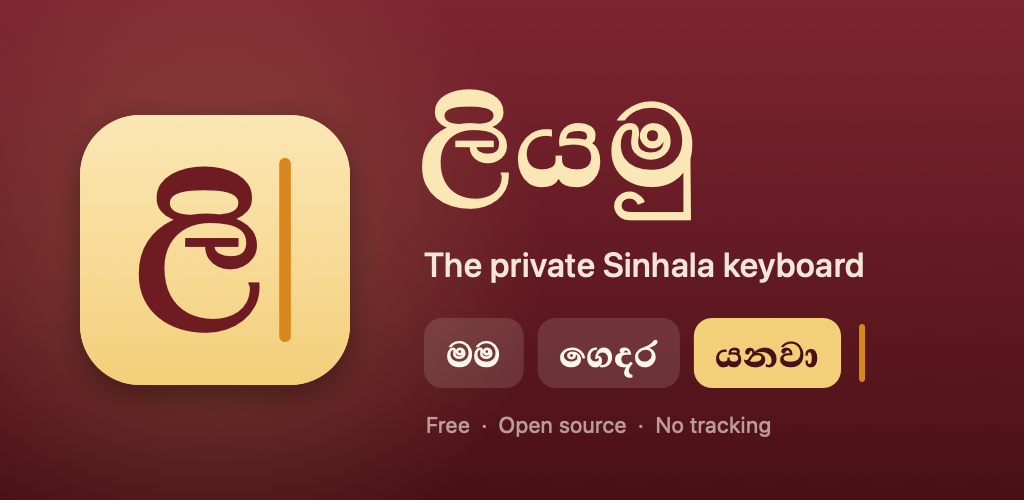 ලි
ලියමු
The private Sinhala keyboard
මම ගෙදර යනවා
Free · Open source · No tracking